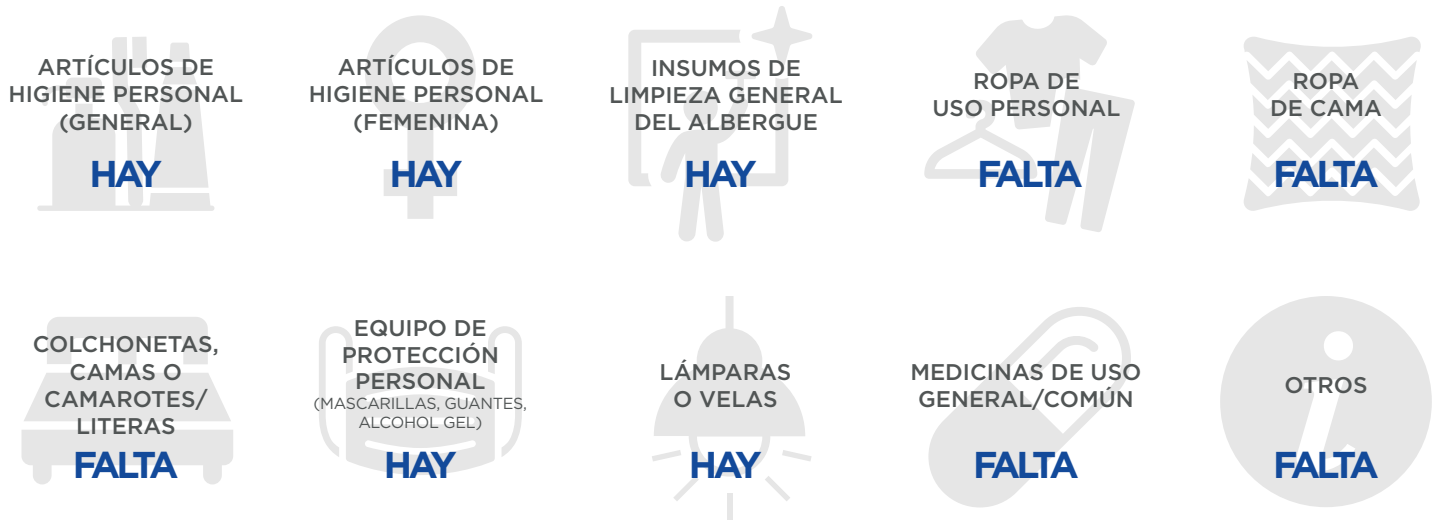 ARTÍCULOS DE
HIGIENE PERSONAL
(GENERAL)
HAY
ARTÍCULOS DE
HIGIENE PERSONAL
(FEMENINA)
HAY
INSUMOS DE
LIMPIEZA GENERAL
DEL ALBERGUE
HAY
ROPA DE
USO PERSONAL
FALTA
ROPA
DE CAMA
FALTA
COLCHONETAS,
CAMAS O
CAMAROTES/
LITERAS
FALTA
EQUIPO DE
PROTECCIÓN
PERSONAL
(MASCARILLAS, GUANTES,
ALCOHOL GEL)
HAY
LÁMPARAS
O VELAS
HAY
MEDICINAS DE USO
GENERAL/COMÚN
FALTA
OTROS
FALTA